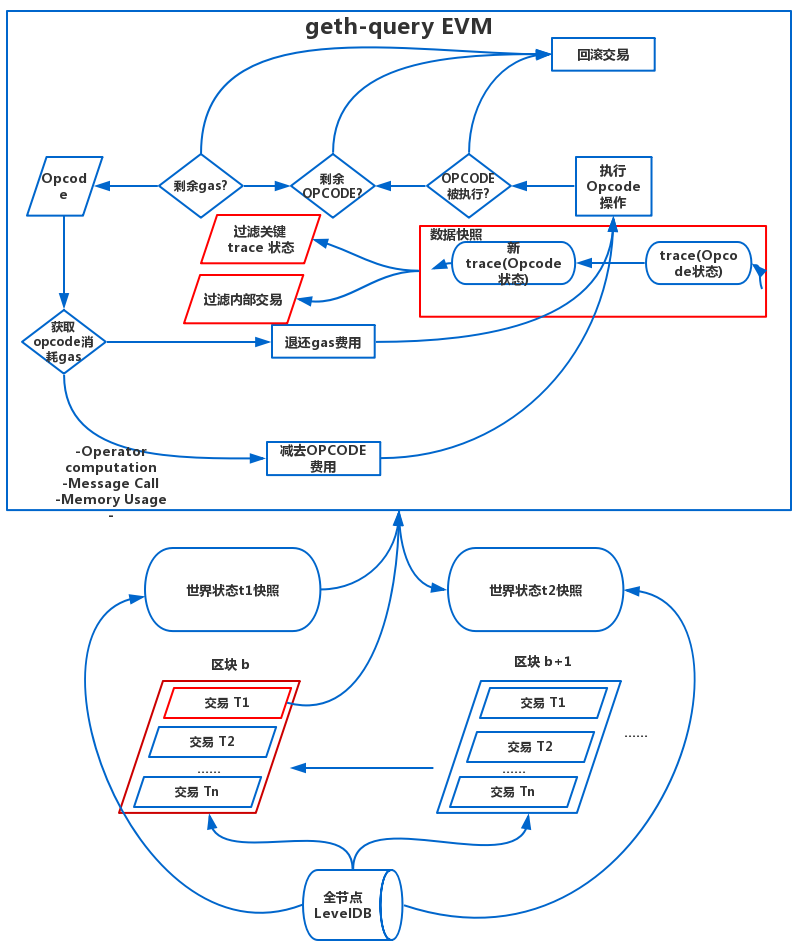 geth-query EVM
回滚交易
Opcod
e
剩余gas?
剩余
OPCODE?
OPCODE
被执行?
执行
Opcode
操作
过滤关键
trace 状态
数据快照
新
trace(Opcode
状态)
trace(Opco
de状态)
过滤内部交易
获取
opcode消
耗gas
退还gas费用
减去OPCODE
费用
-Operator
computation
-Message Call
-Memory Usage
-
世界状态t1快照
世界状态t2快照
区块 b
区块 b+1
交易 T1
交易 T2
......
交易 Tn
交易 T1
交易 T2
......
交易 Tn
......
全节点
LevelDB